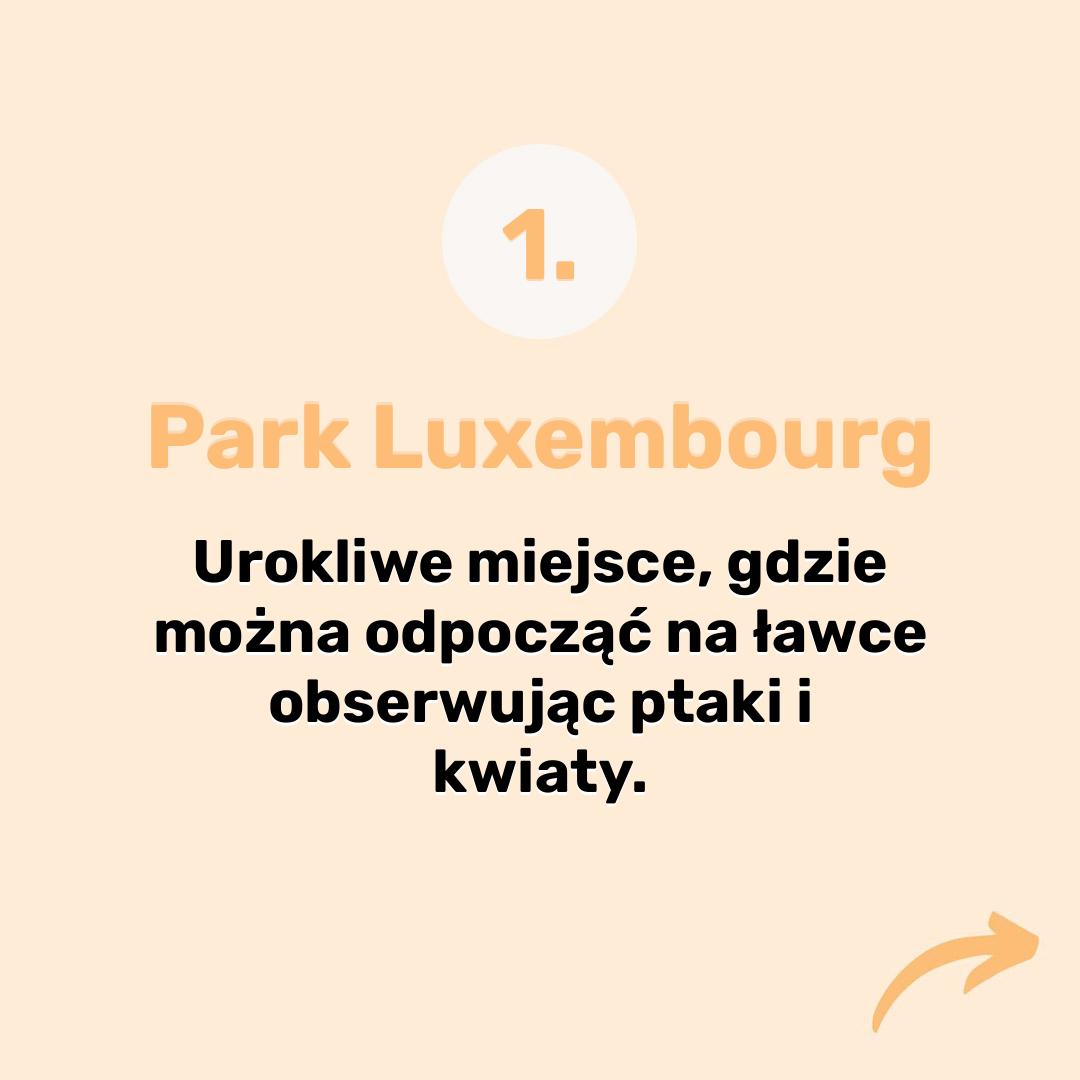 1.
Park Luxembourg
Urokliwe miejsce, gdzie
można odpocząć na ławce
obserwując ptaki i
kwiaty.